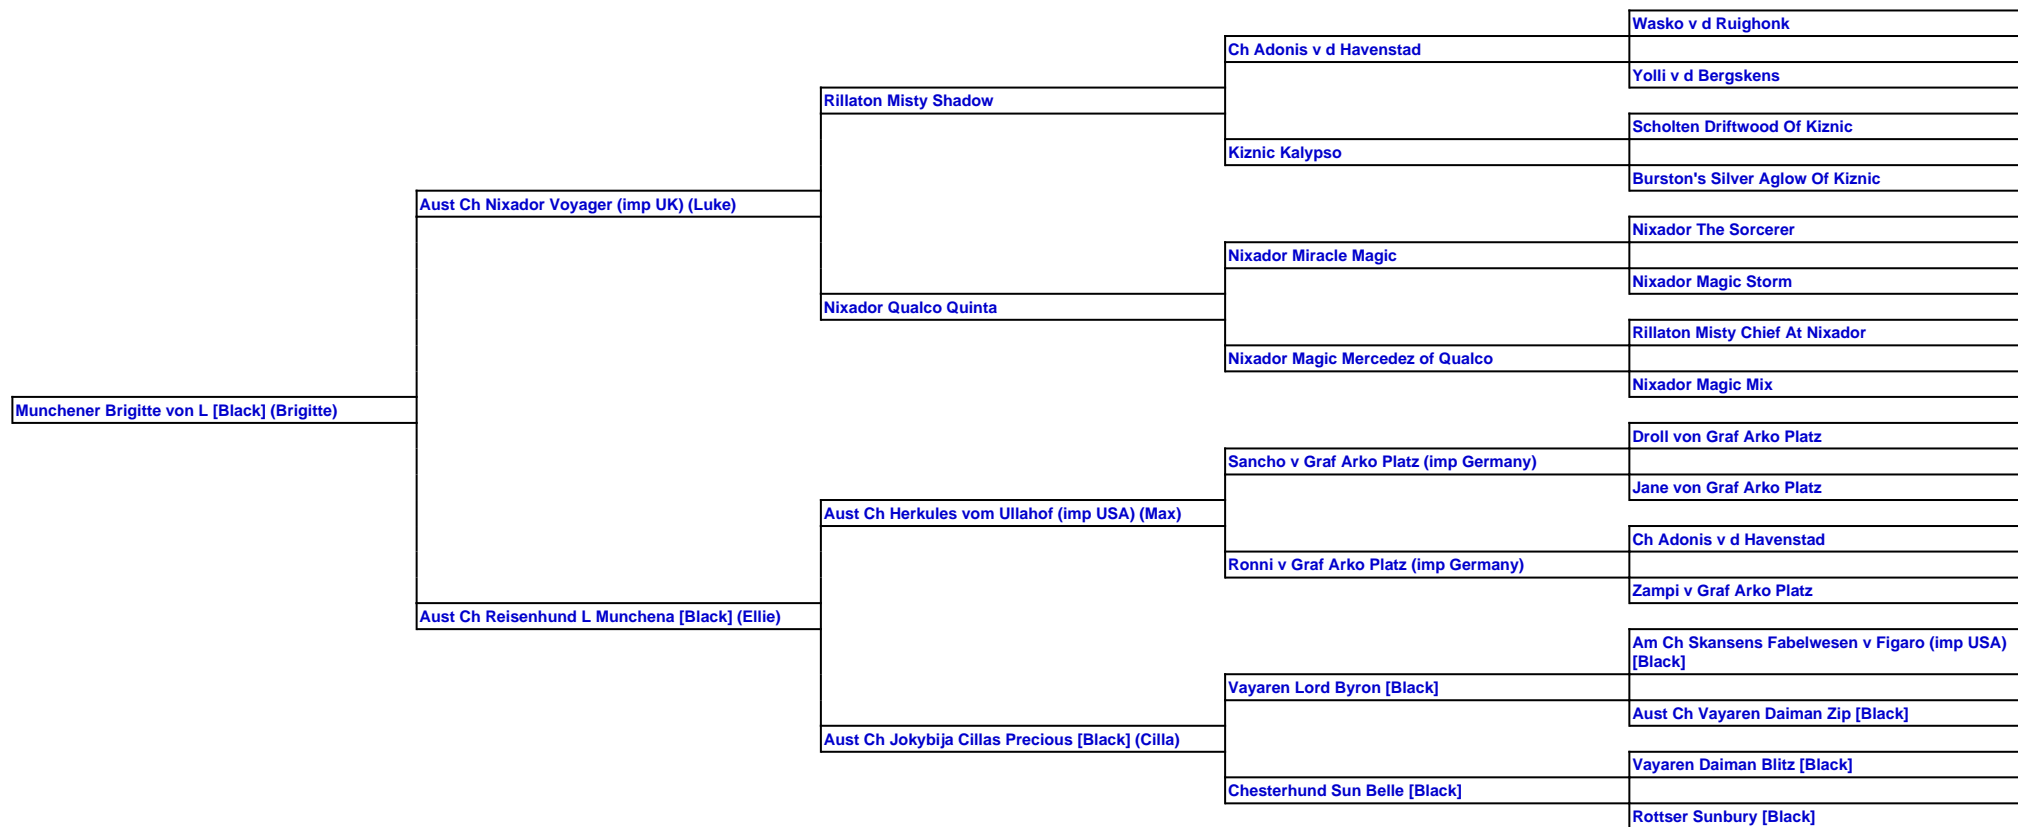 Wasko v d Ruighonk
Ch Adonis v d Havenstad
Yolli v d Bergskens
Rillaton Misty Shadow
Scholten Driftwood Of Kiznic
Kiznic Kalypso
Burston's Silver Aglow Of Kiznic
Aust Ch Nixador Voyager (imp UK) (Luke)
Nixador The Sorcerer
Nixador Miracle Magic
Nixador Magic Storm
Nixador Qualco Quinta
Rillaton Misty Chief At Nixador
Nixador Magic Mercedez of Qualco
Nixador Magic Mix
Munchener Brigitte von L [Black] (Brigitte)
Droll von Graf Arko Platz
Sancho v Graf Arko Platz (imp Germany)
Jane von Graf Arko Platz
Aust Ch Herkules vom Ullahof (imp USA) (Max)
Ch Adonis v d Havenstad
Ronni v Graf Arko Platz (imp Germany)
Zampi v Graf Arko Platz
Aust Ch Reisenhund L Munchena [Black] (Ellie)
Am Ch Skansens Fabelwesen v Figaro (imp USA)
[Black]
Vayaren Lord Byron [Black]
Aust Ch Vayaren Daiman Zip [Black]
Aust Ch Jokybija Cillas Precious [Black] (Cilla)
Vayaren Daiman Blitz [Black]
Chesterhund Sun Belle [Black]
Rottser Sunbury [Black]